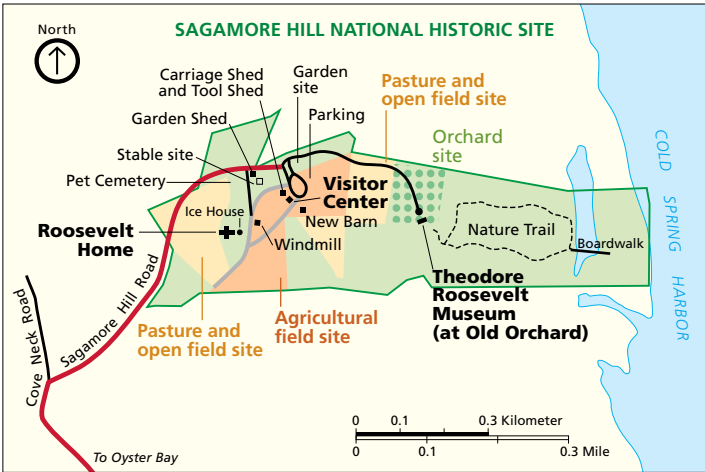 North
SAGAMORE HILL NATIONAL HISTORIC SITE
Carriage Shed
and Tool Shed
Garden
site
Pasture and
open field site
Garden Shed
Parking
Orchard
site
Stable site
Pet Cemetery
Visitor
Center
Ice House
New Barn
Roosevelt
Home
Windmill
Nature Trail
Boardwalk
COLD
SPRING
HARBOR
Theodore
Roosevelt
Museum
(at Old Orchard)
Sagamore Hill Road
Cove Neck Road
Pasture and
open field site
Agricultural
field site
To Oyster Bay
0 0.1 0.3 Kilometer
0 0.1 0.3 Mile